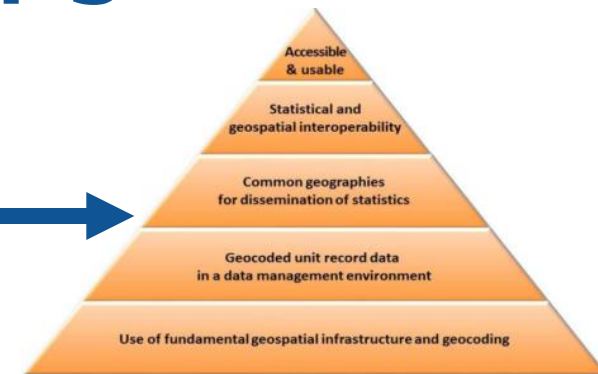 Accessible
& usable
Statistical and
geospatial interoperability
Common geographies
for dissemination of statistics
Geocoded unit record data
in a data management environment
Use of fundamental geospatial infrastructure and geocoding